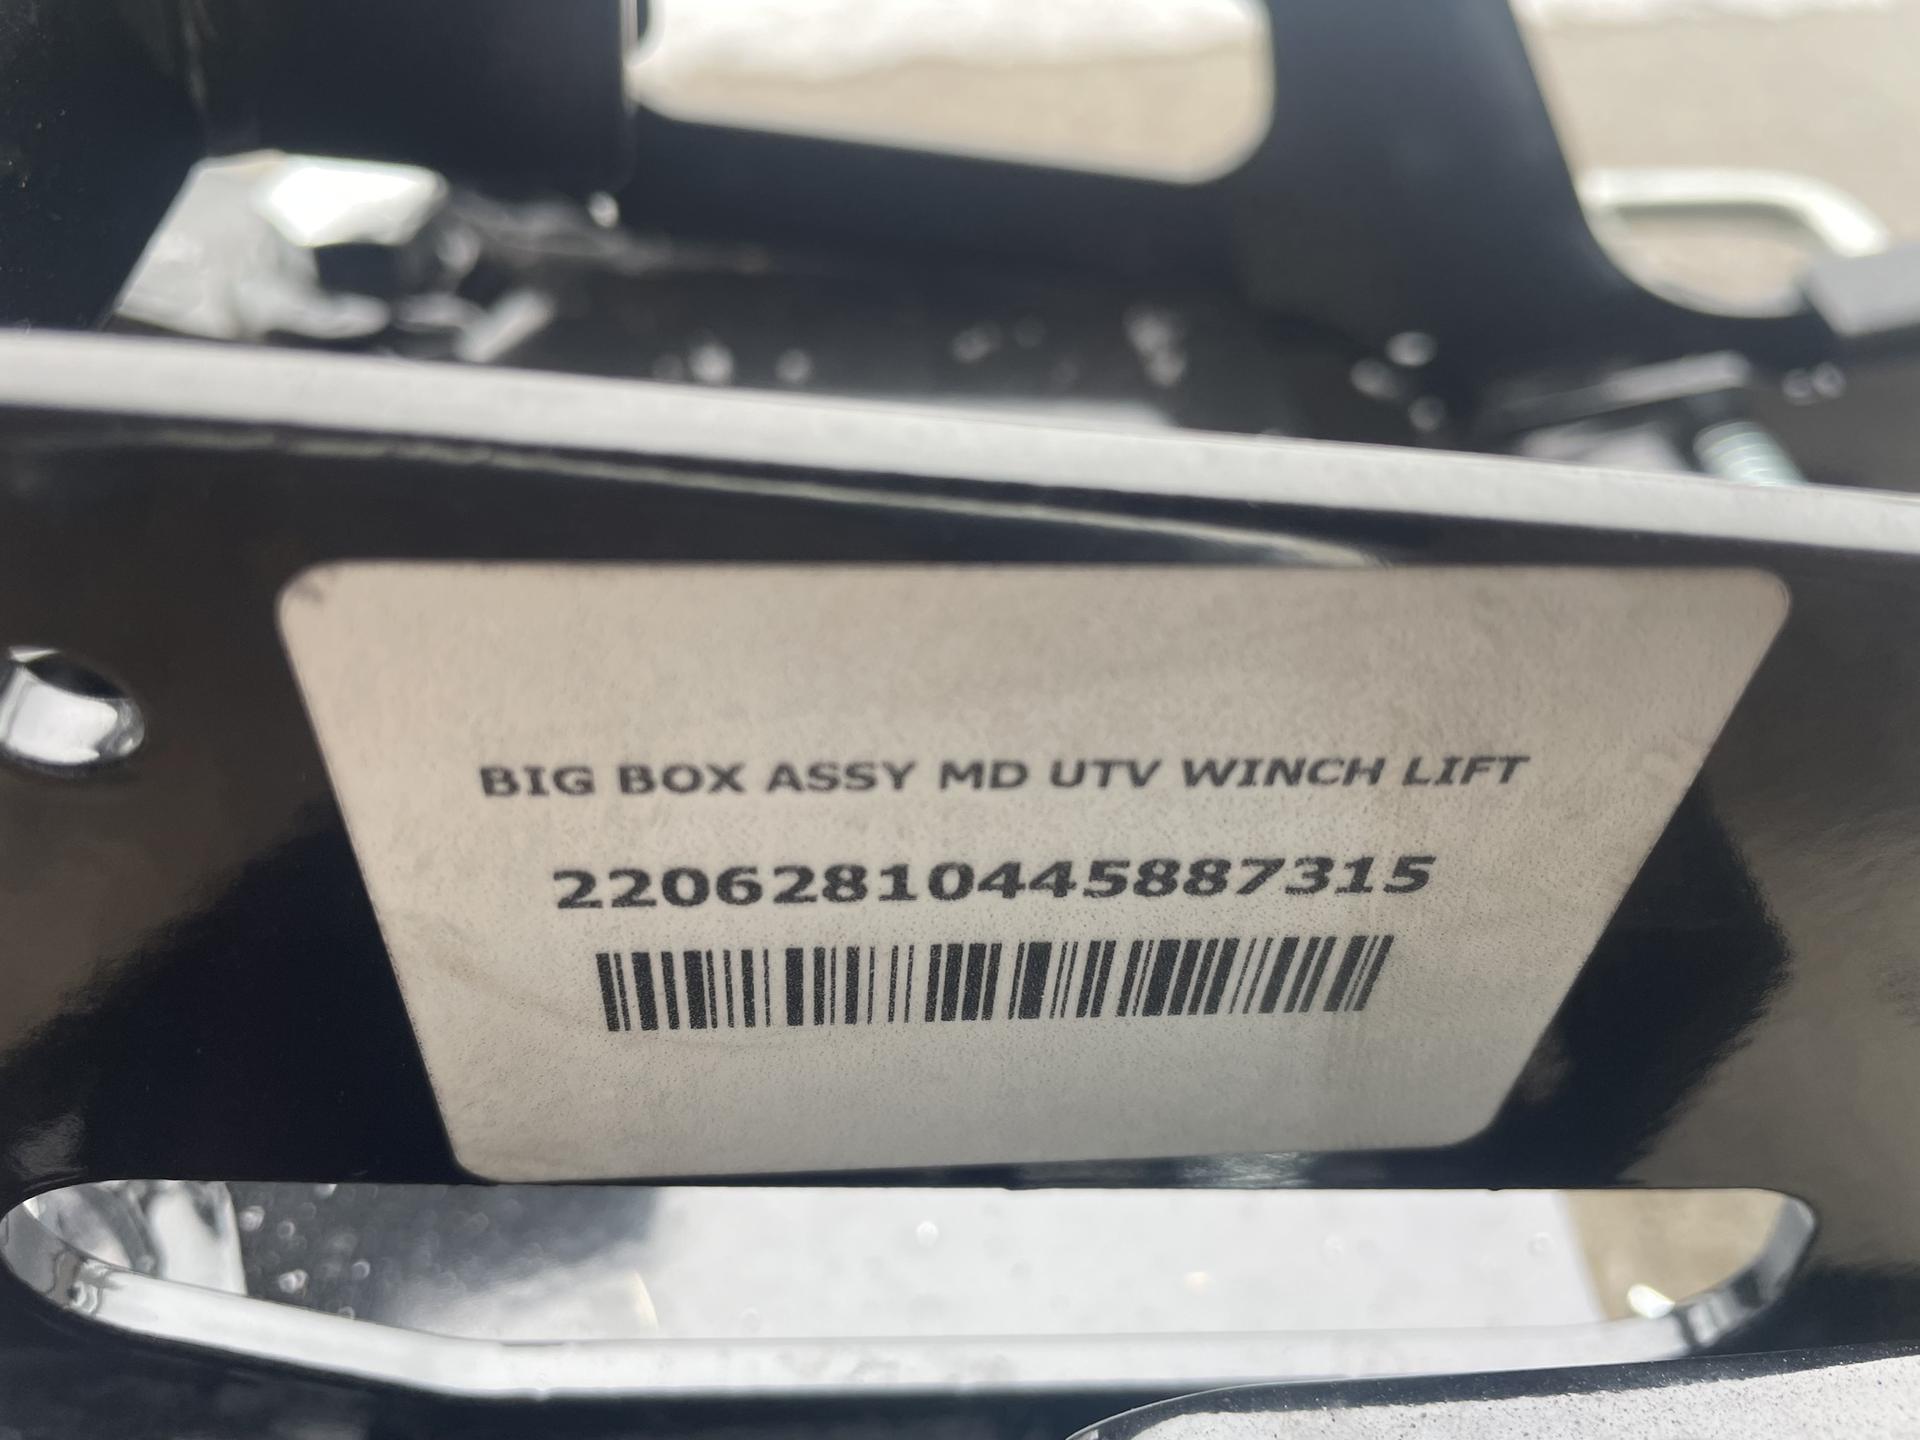 BIG BOX ASSY MD UTV WINCH LIFT
22062810445887315